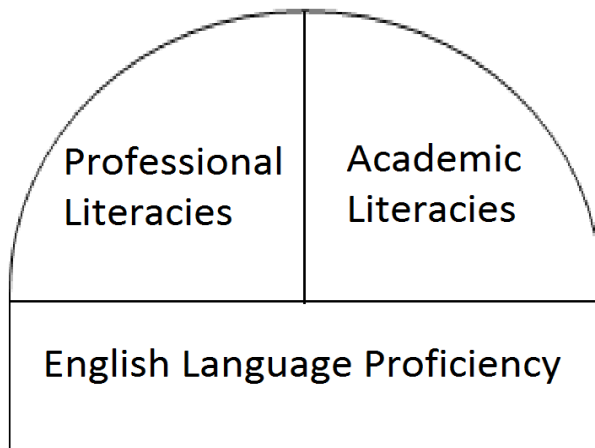 Professional
Literacies
Academic
Literacies
English Language Proficiency